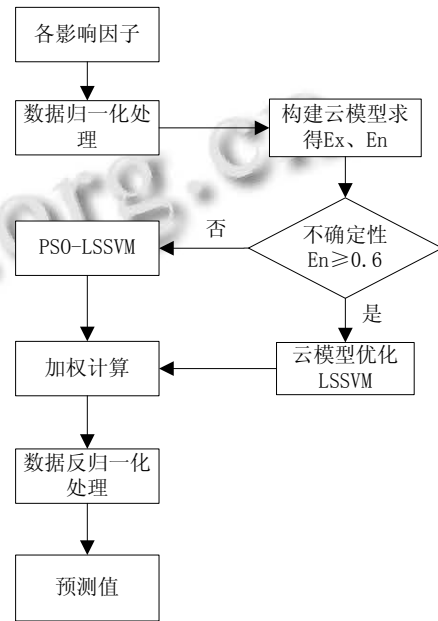 各影响因子
数据归一化处
理
构建云模型求
得Ex、En
不确定性
En≥0.6
否
是
PSO-LSSVM
云模型优化
LSSVM
加权计算
数据反归一化
处理
预测值
org.cn